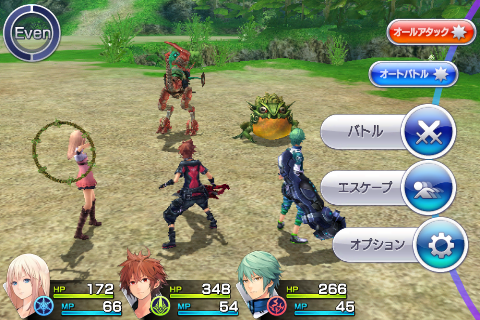 Even
オールアタック
オートバトル
バトル
エスケープ
オプション
HP 172
MP 66
HP 348
MP 54
HP 266
MP 45